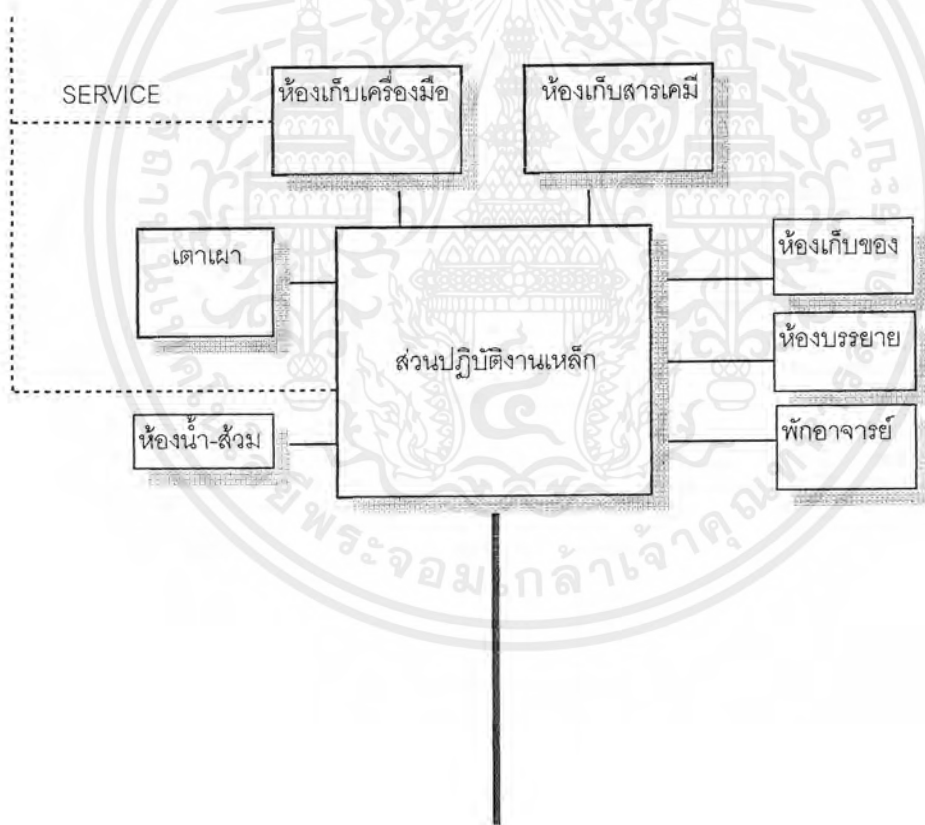 SERVICE
ห้องเก็บเครื่องมือ
ห้องเก็บสารเคมี
เตาเผา
ห้องเก็บของ
ส่วนปฏิบัติงานเหล็ก
ห้องบรรยาย
ห้องน้ำ-ส้วม
พักอาจารย์